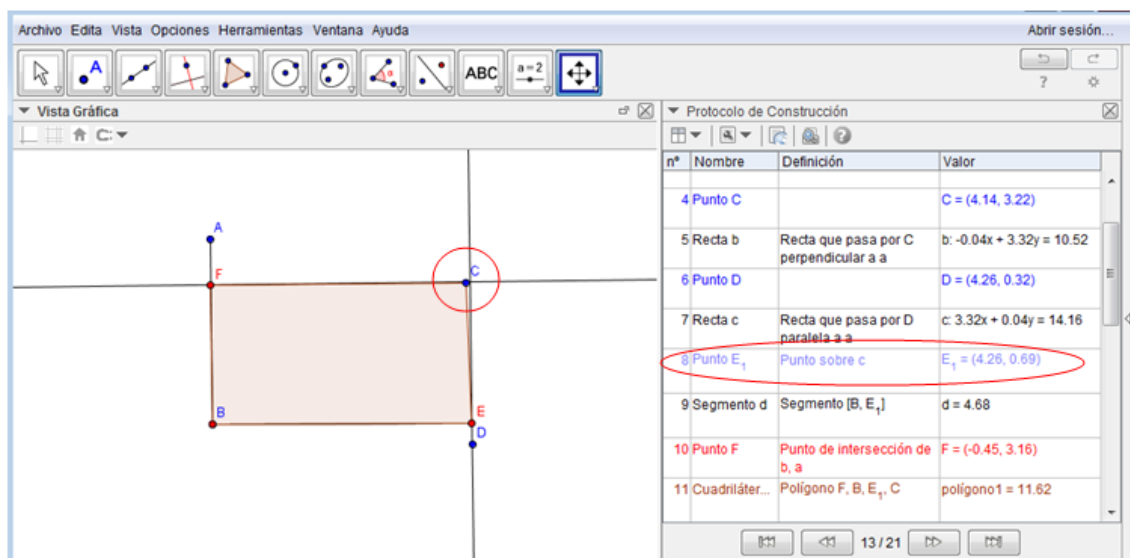 Archivo Edita Vista Opciones Herramientas Ventana Ayuda
Abrir sesión...
A
α
ABC
a=2
?
Vista Gráfica
Protocolo de Construcción
C:
nº Nombre Definición Valor
4 Punto C C = (4.14, 3.22)
5 Recta b Recta que pasa por C b: -0.04x + 3.32y = 10.52
perpendicular a a
6 Punto D D = (4.26, 0.32)
7 Recta c Recta que pasa por D c: 3.32x + 0.04y = 14.16
paralela a a
8 Punto E₁ Punto sobre c E₁ = (4.26, 0.69)
9 Segmento d Segmento [B, E₁] d = 4.68
10 Punto F Punto de intersección de F = (-0.45, 3.16)
b, a
11 Cuadriláter... Polígono F, B, E₁, C polígono1 = 11.62
13 / 21
A
F
C
B
E
D